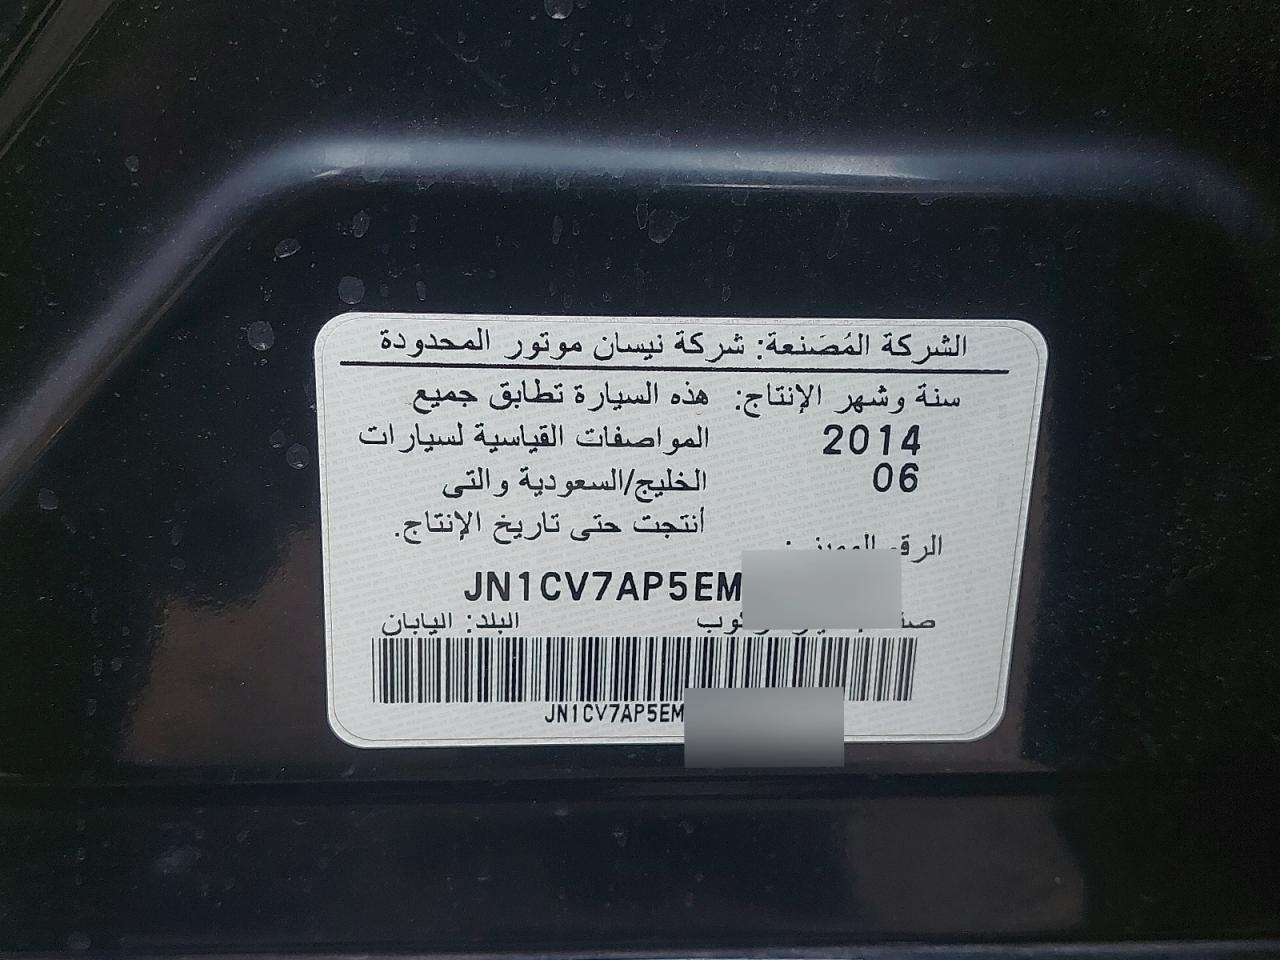 الشركة المُصَنعة: شركة نيسان موتور المحدودة
سنة وشهر الإنتاج:
2014
06
هذه السيارة تطابق جميع
المواصفات القياسية لسيارات
الخليج/السعودية والتى
أنتجت حتى تاريخ الإنتاج.
JN1CV7AP5EM
البلد: اليابان
JN1CV7AP5EM